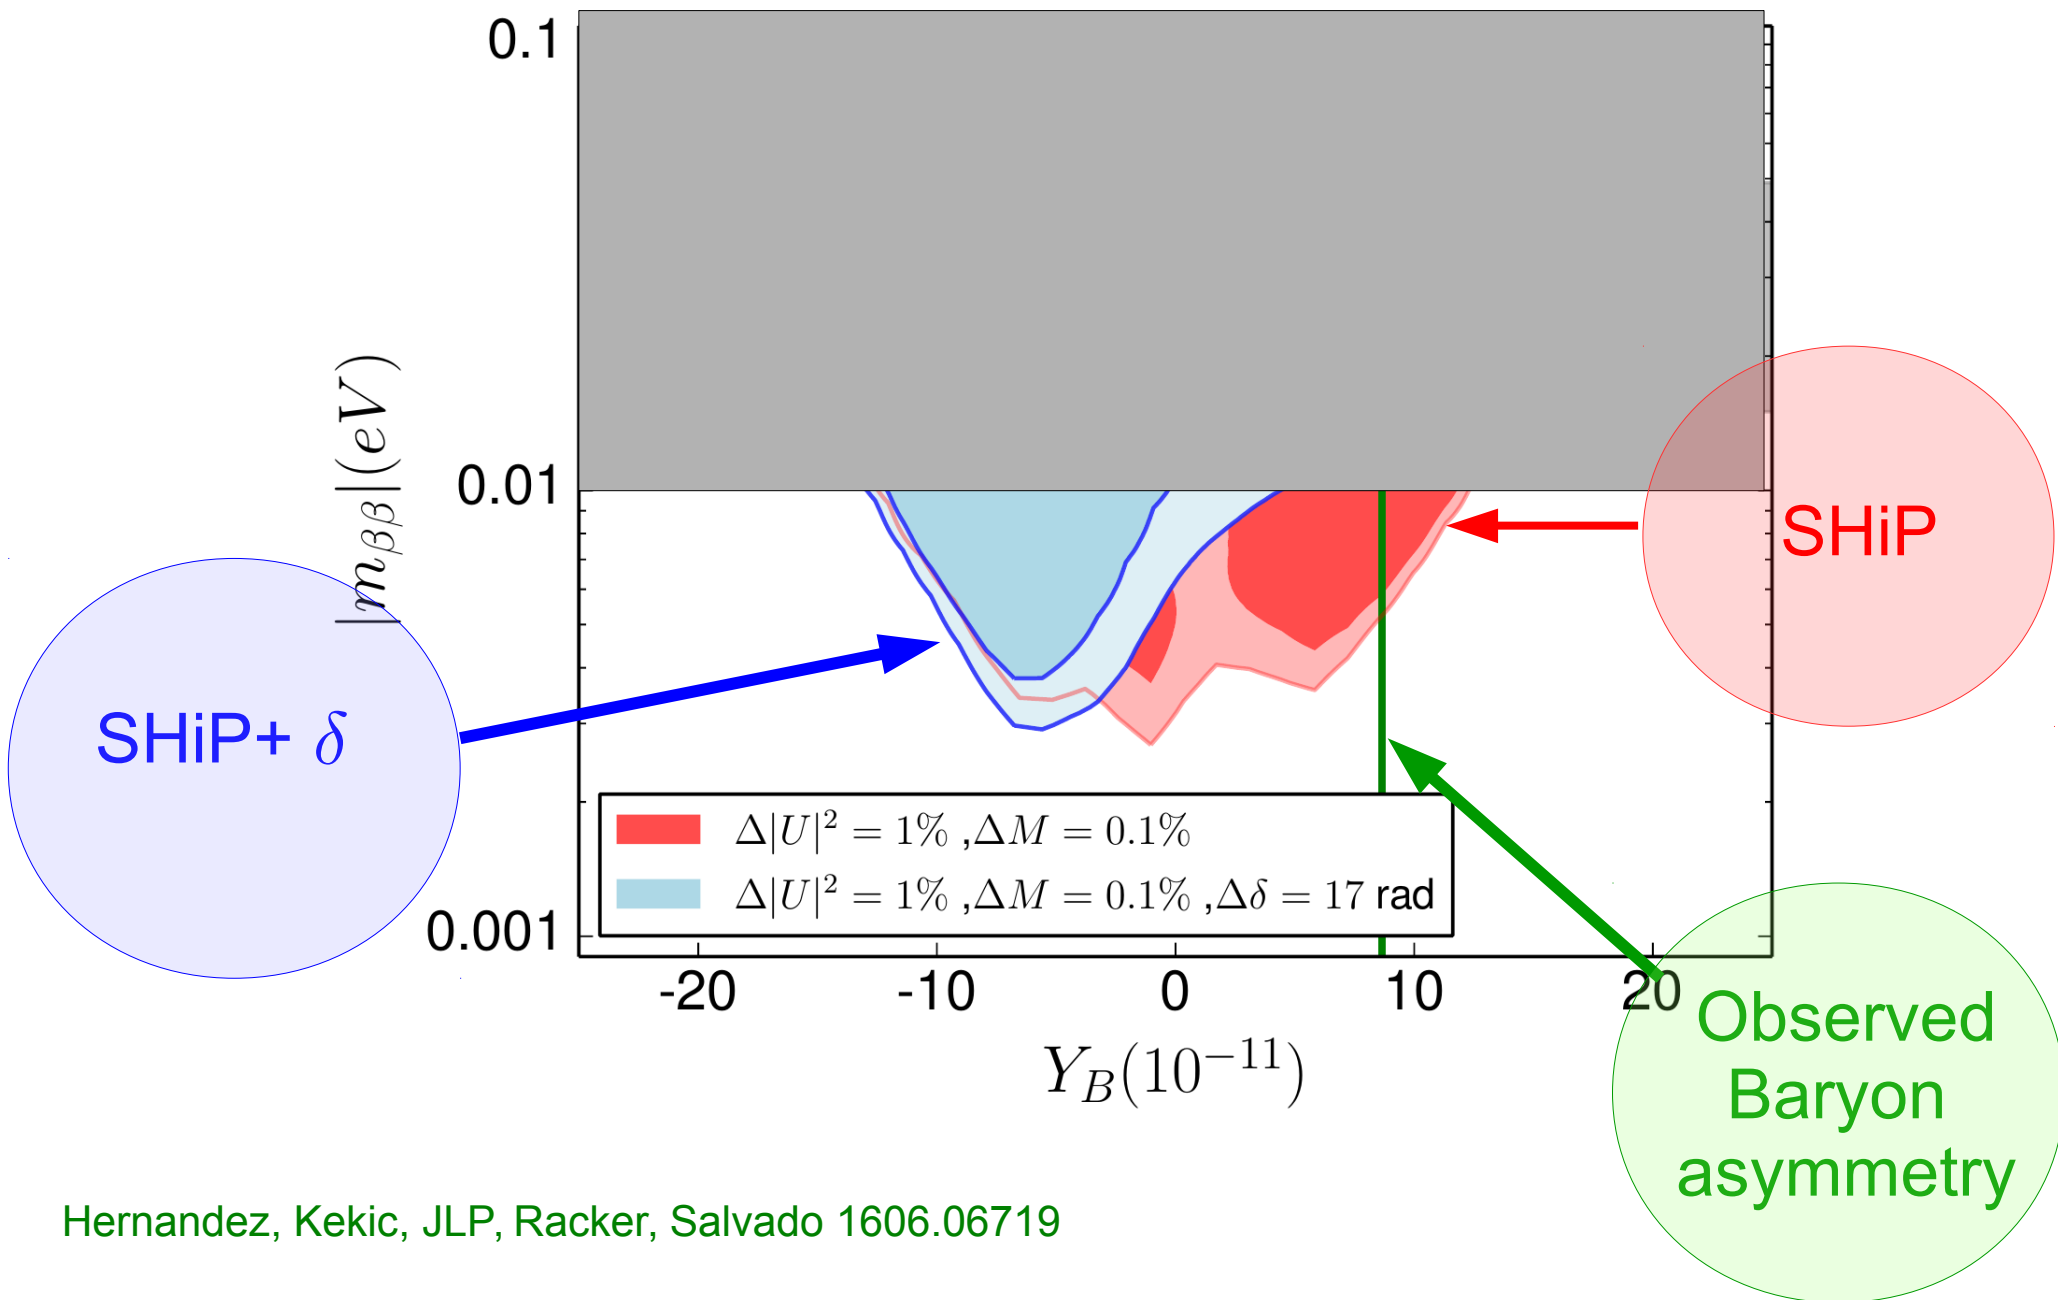 0.1
0.01
0.001
|m_{ββ}|(eV)
SHiP
SHiP+ δ
Δ|U|² = 1% ,ΔM = 0.1%
Δ|U|² = 1% ,ΔM = 0.1% ,Δδ = 17 rad
-20 -10 0 10 20
Y_B(10⁻¹¹)
Observed
Baryon
asymmetry
Hernandez, Kekic, JLP, Racker, Salvado 1606.06719